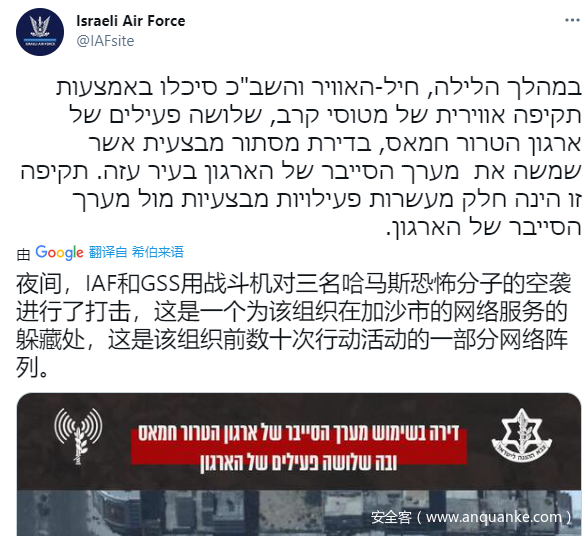 Israeli Air Force
@IAFsite
ISRAELI AIR FORCE
במהלך הלילה, חיל-האוויר והשב"כ סיכלו באמצעות
תקיפה אווירית של מטוסי קרב, שלושה פעילים של
ארגון הטרור חמאס, בדירת מסתור מבצעית אשר
שמשה את מערך הסייבר של הארגון בעיר עזה. תקיפה
זו הינה חלק מעשרות פעילויות מבצעיות מול מערך
הסייבר של הארגון.
由 Google 翻译自 希伯来语
夜间，IAF和GSS用战斗机对三名哈马斯恐怖分子的空袭
进行了打击，这是一个为该组织在加沙市的网络服务的
躲藏处，这是该组织前数十次行动活动的一部分网络阵
列。
דירה בשימוש מערך הסייבר של ארגון הטרור חמאס
ובה שלושה פעילים של הארגון
צבא ההגנה לישראל
安全客（www.anquanke.com）